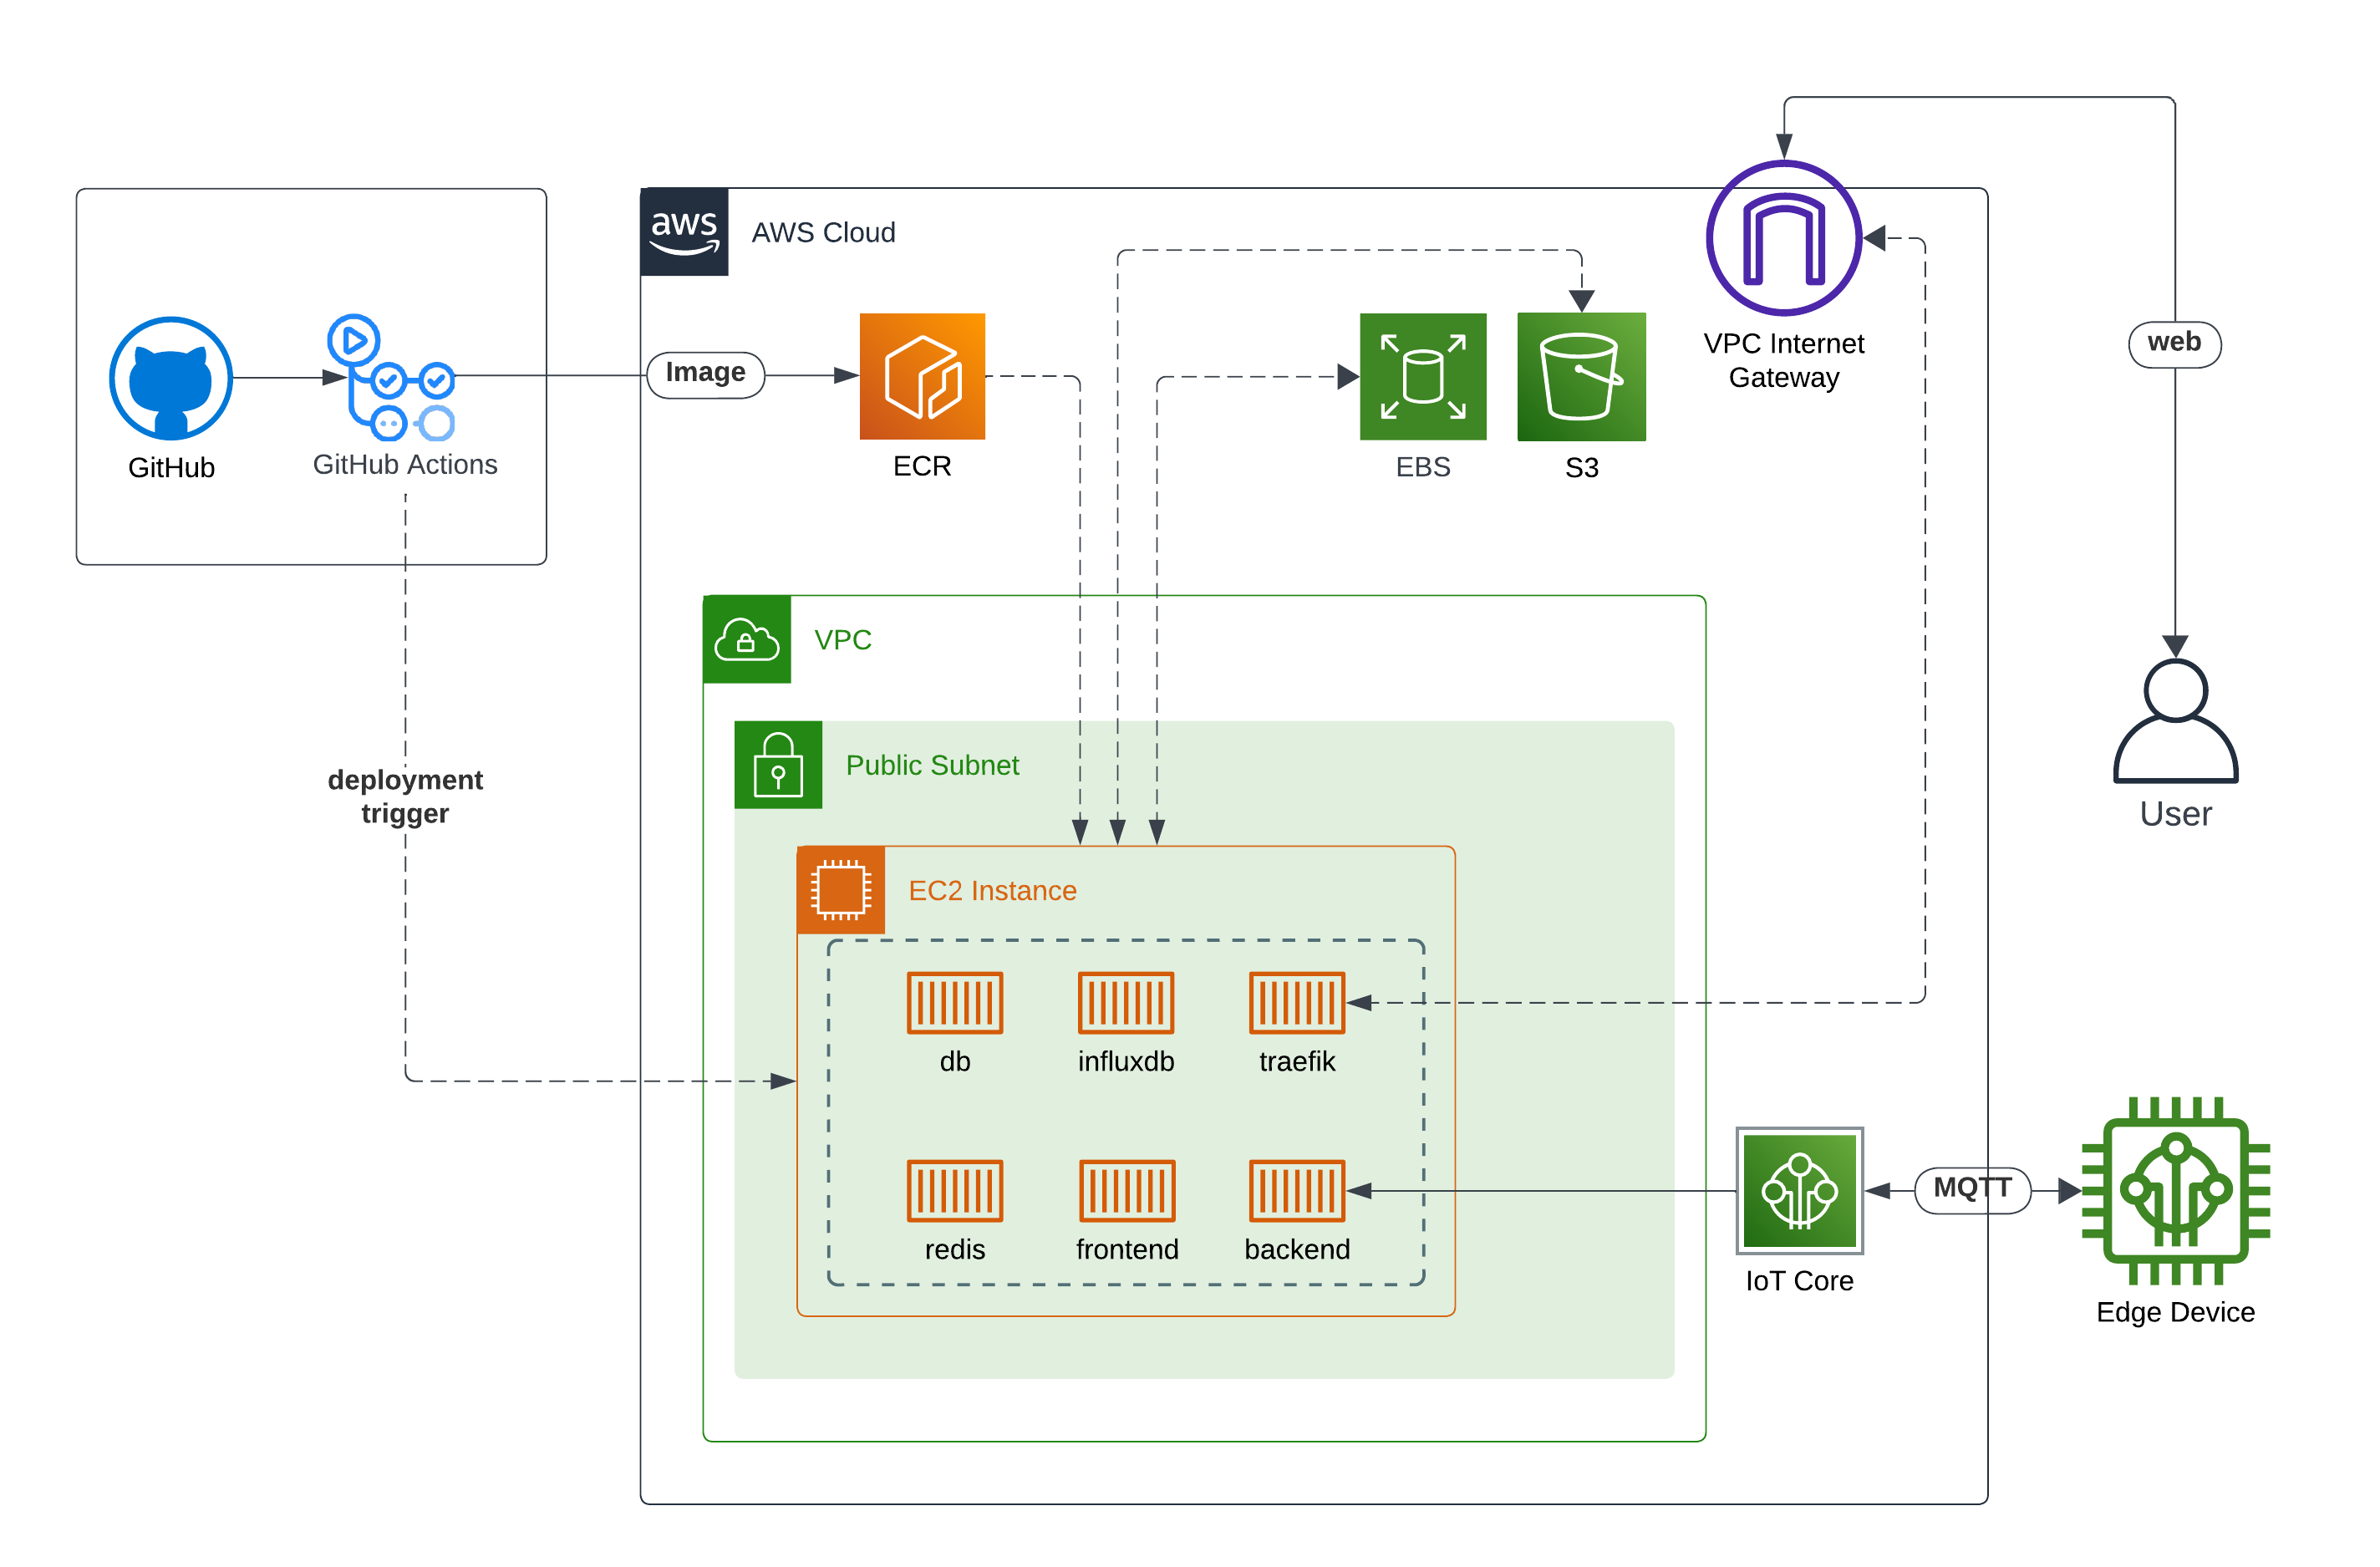 aws
AWS Cloud
GitHub
GitHub Actions
Image
ECR
EBS
S3
VPC Internet
Gateway
web
VPC
Public Subnet
deployment
trigger
User
EC2 Instance
db
influxdb
traefik
redis
frontend
backend
MQTT
IoT Core
Edge Device